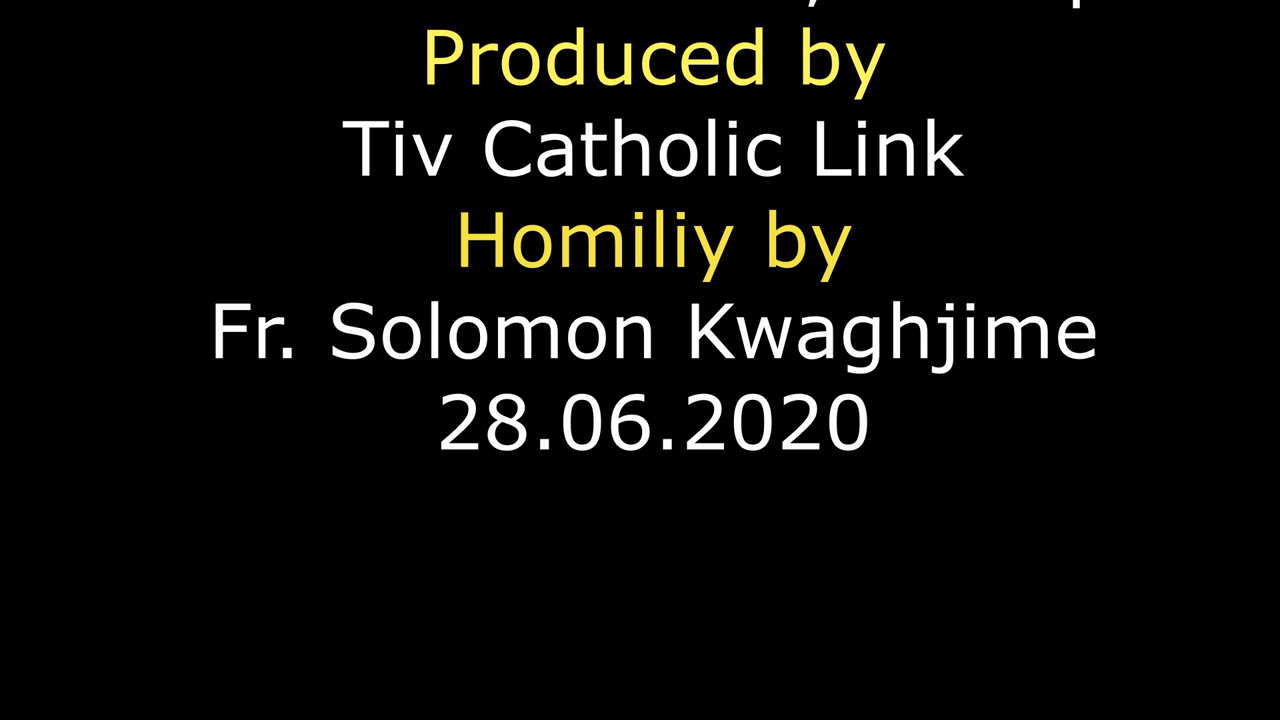 Produced by
Tiv Catholic Link
Homiliy by
Fr. Solomon Kwaghjime
28.06.2020